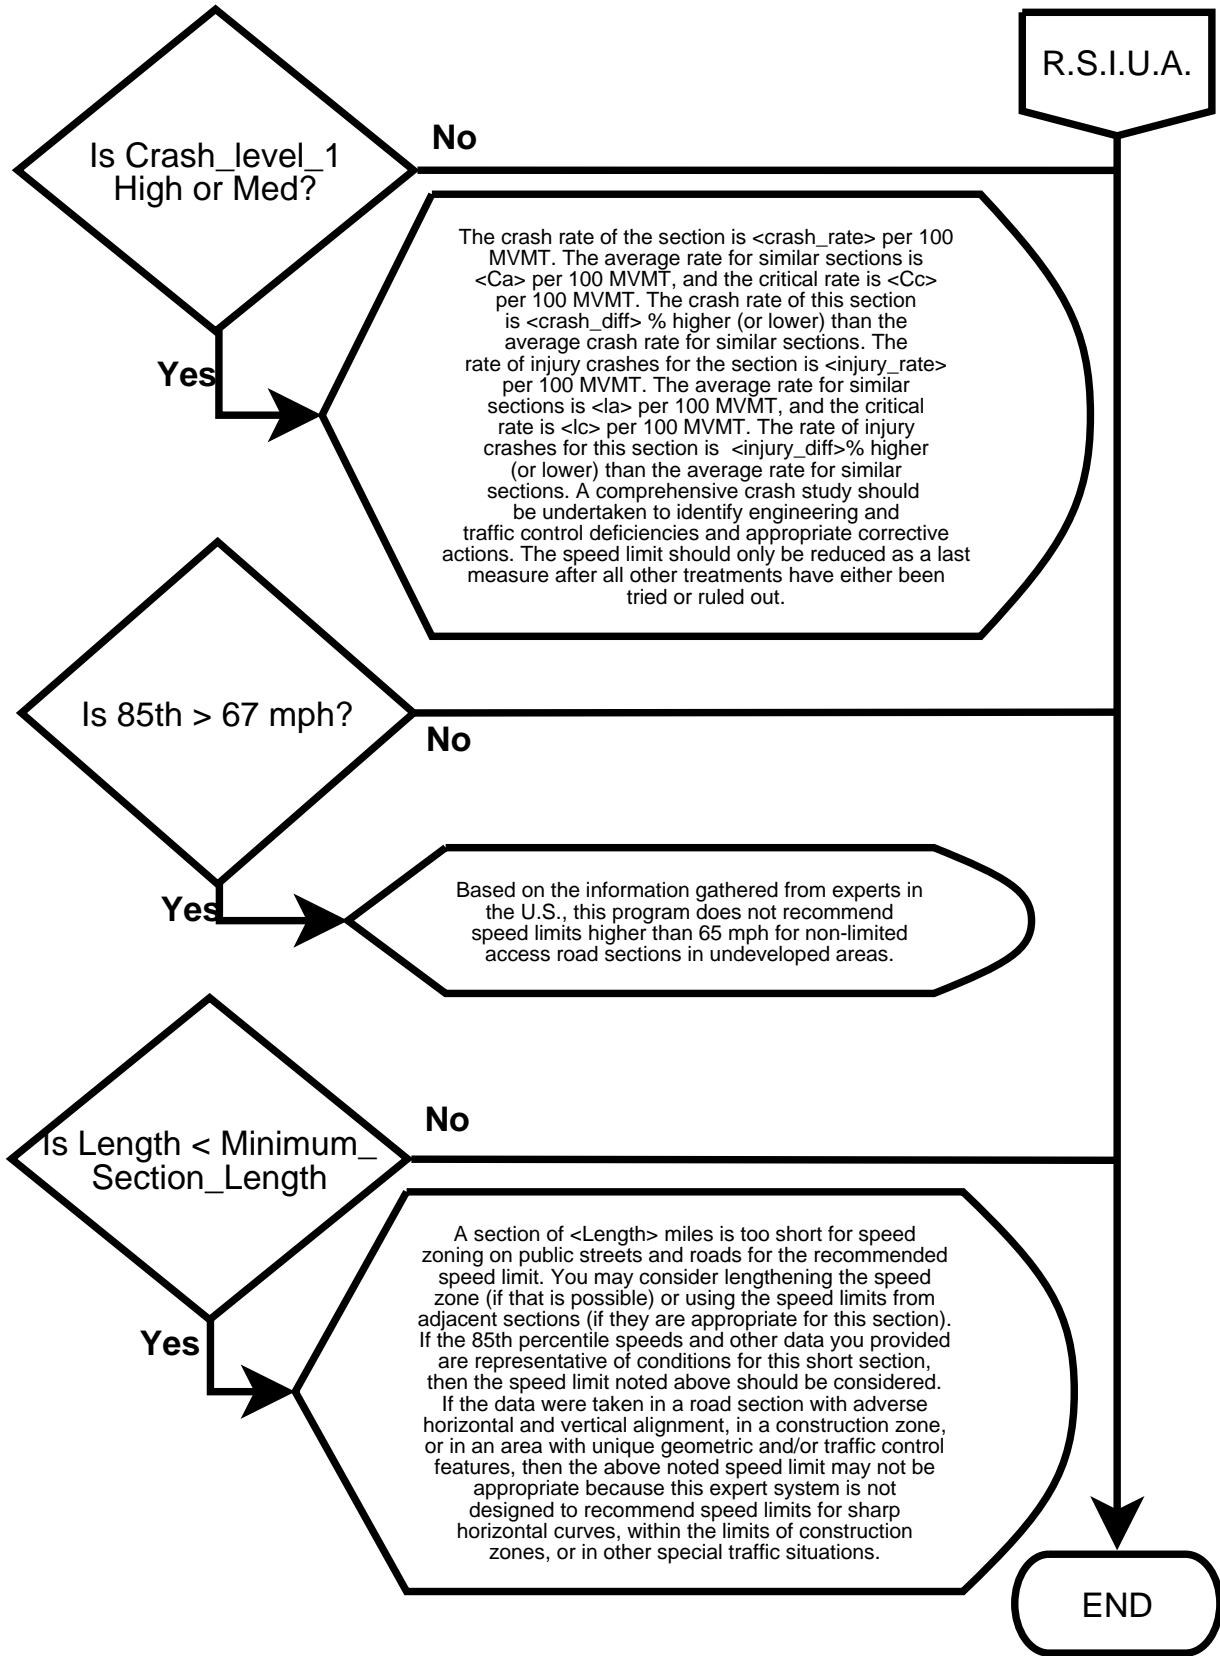 R.S.I.U.A.
Is Crash_level_1
High or Med?
No
Yes
The crash rate of the section is <crash_rate> per 100
MVMT. The average rate for similar sections is
<Ca> per 100 MVMT, and the critical rate is <Cc>
per 100 MVMT. The crash rate of this section
is <crash_diff> % higher (or lower) than the
average crash rate for similar sections. The
rate of injury crashes for the section is <injury_rate>
per 100 MVMT. The average rate for similar
sections is <Ia> per 100 MVMT, and the critical
rate is <Ic> per 100 MVMT. The rate of injury
crashes for this section is <injury_diff>% higher
(or lower) than the average rate for similar
sections. A comprehensive crash study should
be undertaken to identify engineering and
traffic control deficiencies and appropriate corrective
actions. The speed limit should only be reduced as a last
measure after all other treatments have either been
tried or ruled out.
Is 85th > 67 mph?
No
Yes
Based on the information gathered from experts in
the U.S., this program does not recommend
speed limits higher than 65 mph for non-limited
access road sections in undeveloped areas.
Is Length < Minimum_
Section_Length
No
Yes
A section of <Length> miles is too short for speed
zoning on public streets and roads for the recommended
speed limit. You may consider lengthening the speed
zone (if that is possible) or using the speed limits from
adjacent sections (if they are appropriate for this section).
If the 85th percentile speeds and other data you provided
are representative of conditions for this short section,
then the speed limit noted above should be considered.
If the data were taken in a road section with adverse
horizontal and vertical alignment, in a construction zone,
or in an area with unique geometric and/or traffic control
features, then the above noted speed limit may not be
appropriate because this expert system is not
designed to recommend speed limits for sharp
horizontal curves, within the limits of construction
zones, or in other special traffic situations.
END